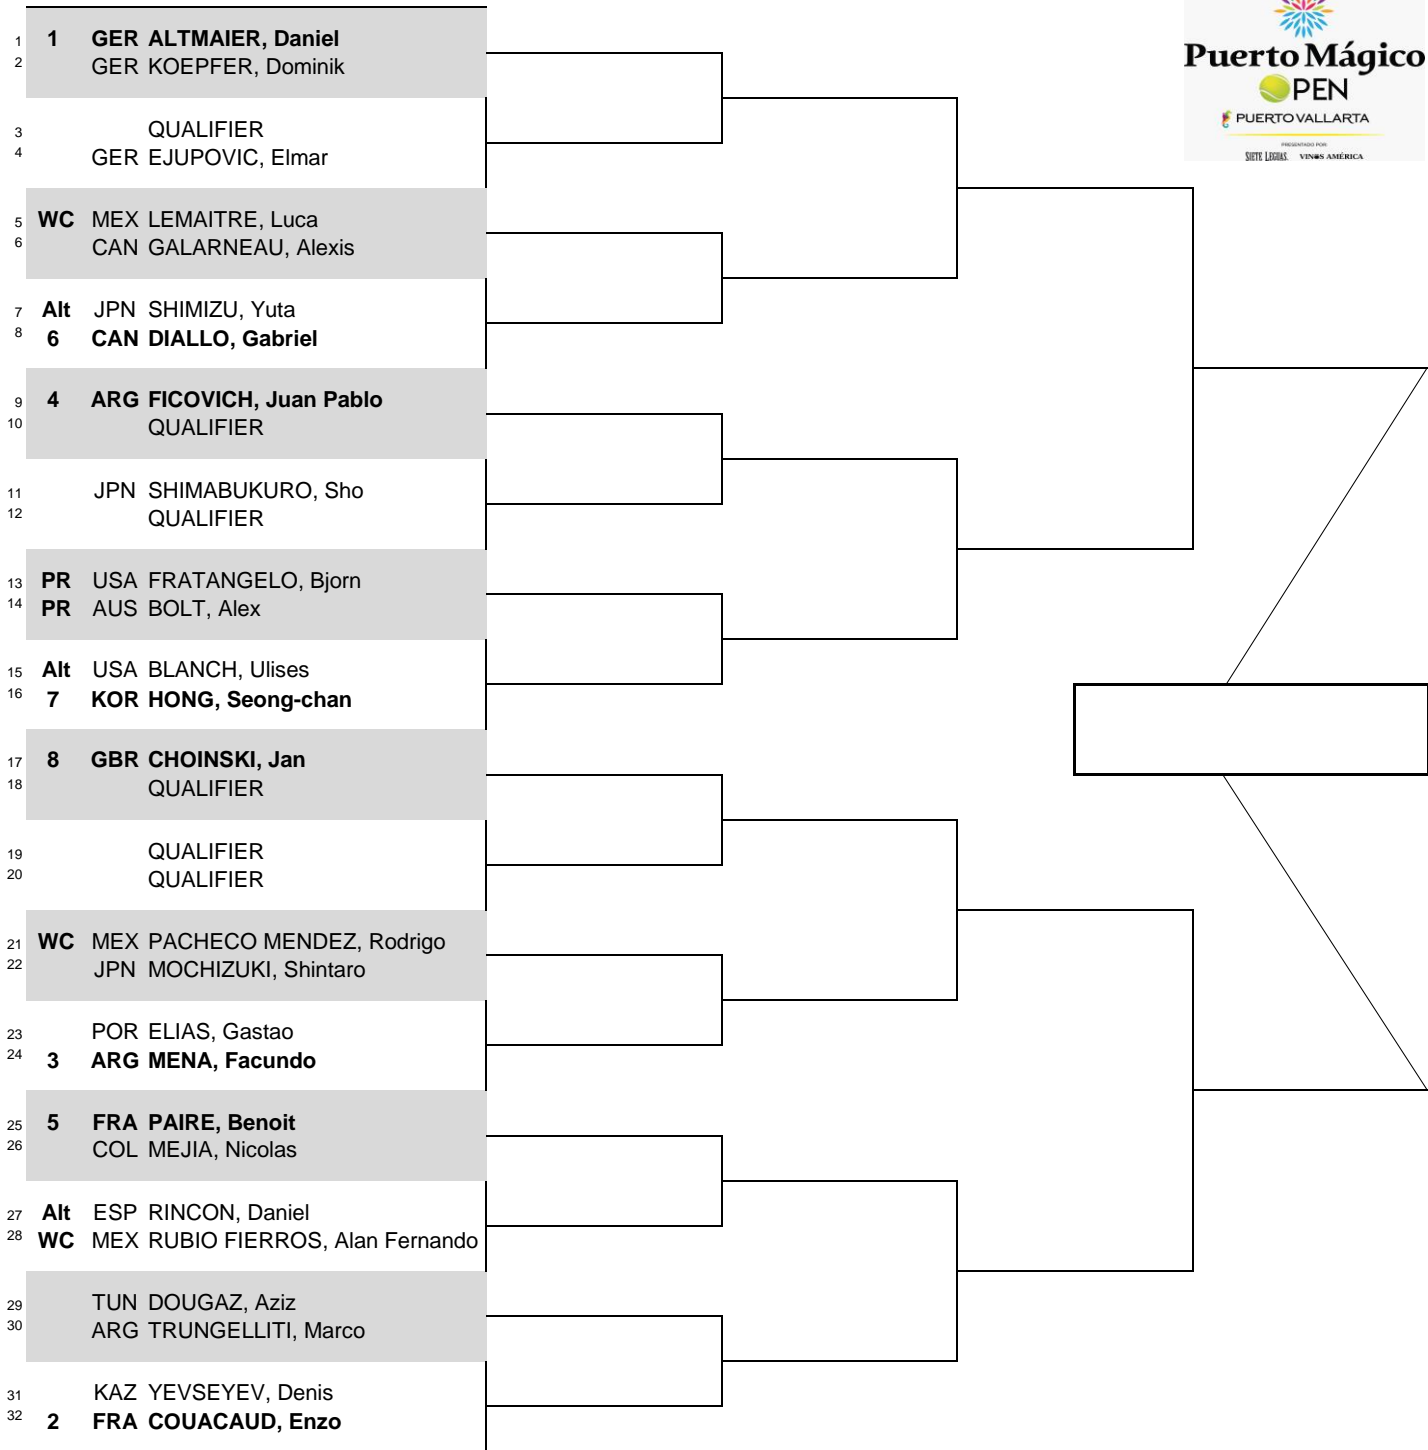 Puerto Mágico
OPEN
PUERTO VALLARTA
PRESENTADO POR:
SIETE LEGUAS. VINOS AMÉRICA
1 1 GER ALTMAIER, Daniel
2 GER KOEPFER, Dominik
3 QUALIFIER
4 GER EJUPOVIC, Elmar
5 WC MEX LEMAITRE, Luca
6 CAN GALARNEAU, Alexis
7 Alt JPN SHIMIZU, Yuta
8 6 CAN DIALLO, Gabriel
9 4 ARG FICOVICH, Juan Pablo
10 QUALIFIER
11 JPN SHIMABUKURO, Sho
12 QUALIFIER
13 PR USA FRATANGELO, Bjorn
14 PR AUS BOLT, Alex
15 Alt USA BLANCH, Ulises
16 7 KOR HONG, Seong-chan
17 8 GBR CHOINSKI, Jan
18 QUALIFIER
19 QUALIFIER
20 QUALIFIER
21 WC MEX PACHECO MENDEZ, Rodrigo
22 JPN MOCHIZUKI, Shintaro
23 POR ELIAS, Gastao
24 3 ARG MENA, Facundo
25 5 FRA PAIRE, Benoit
26 COL MEJIA, Nicolas
27 Alt ESP RINCON, Daniel
28 WC MEX RUBIO FIERROS, Alan Fernando
29 TUN DOUGAZ, Aziz
30 ARG TRUNGELLITI, Marco
31 KAZ YEVSEYEV, Denis
32 2 FRA COUACAUD, Enzo